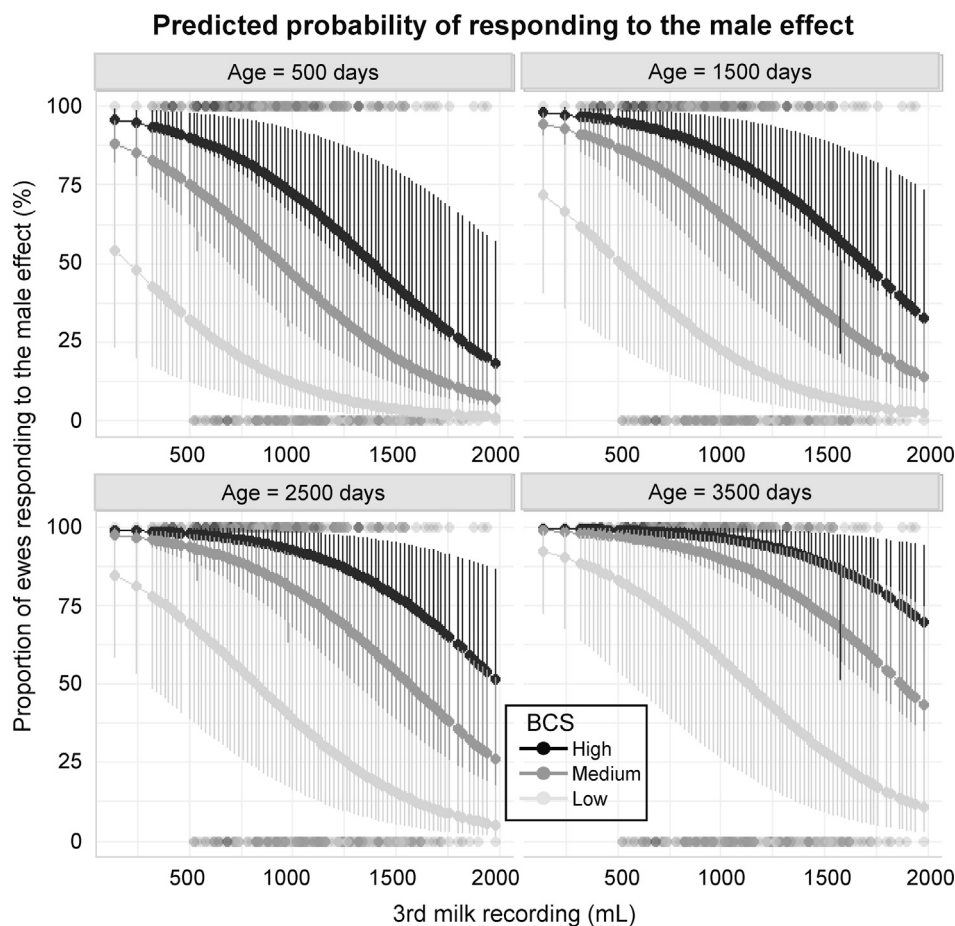 Predicted probability of responding to the male effect
Age = 500 days
Age = 1500 days
Proportion of ewes responding to the male effect (%)
100
75
50
25
0
500 1000 1500 2000
500 1000 1500 2000
Age = 2500 days
Age = 3500 days
100
75
50
25
0
BCS
High
Medium
Low
500 1000 1500 2000
500 1000 1500 2000
3rd milk recording (mL)